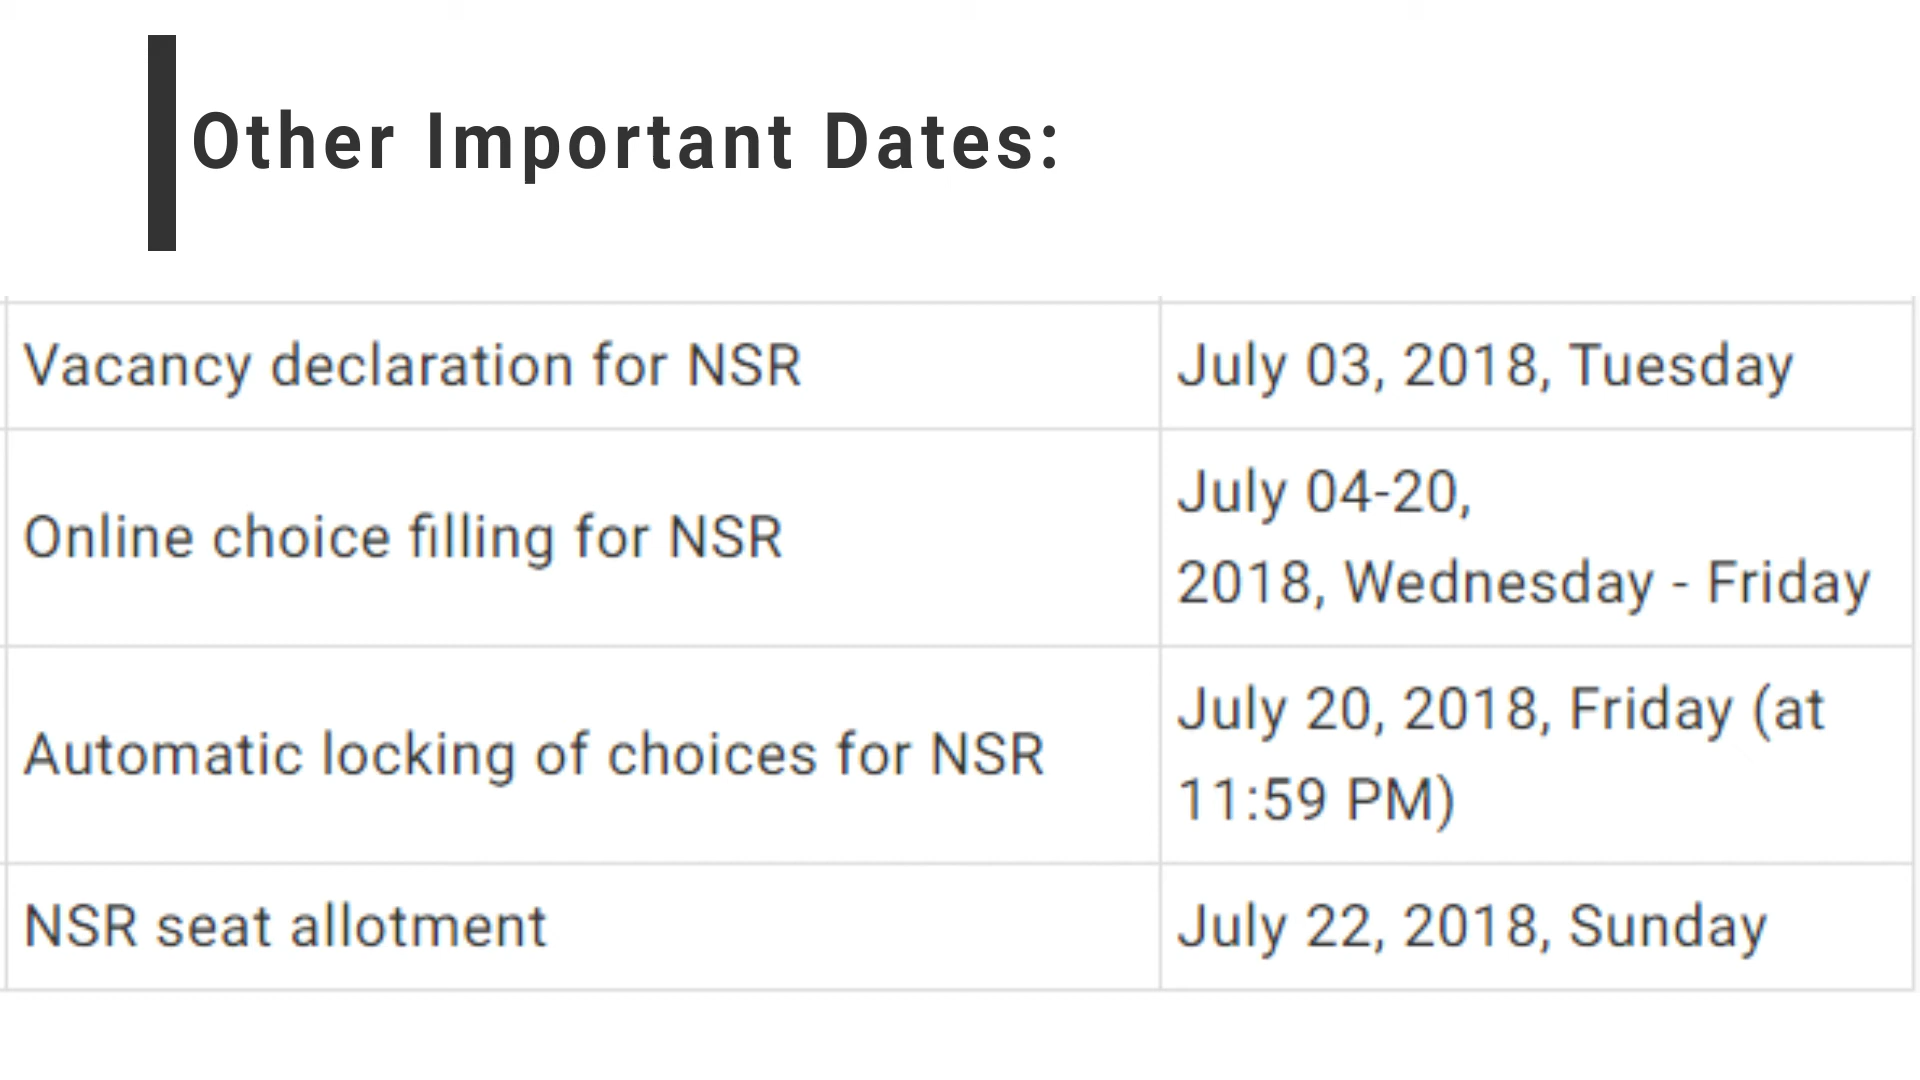 Other Important Dates:
Vacancy declaration for NSR
July 03, 2018, Tuesday
Online choice filling for NSR
July 04-20,
2018, Wednesday - Friday
Automatic locking of choices for NSR
July 20, 2018, Friday (at
11:59 PM)
NSR seat allotment
July 22, 2018, Sunday